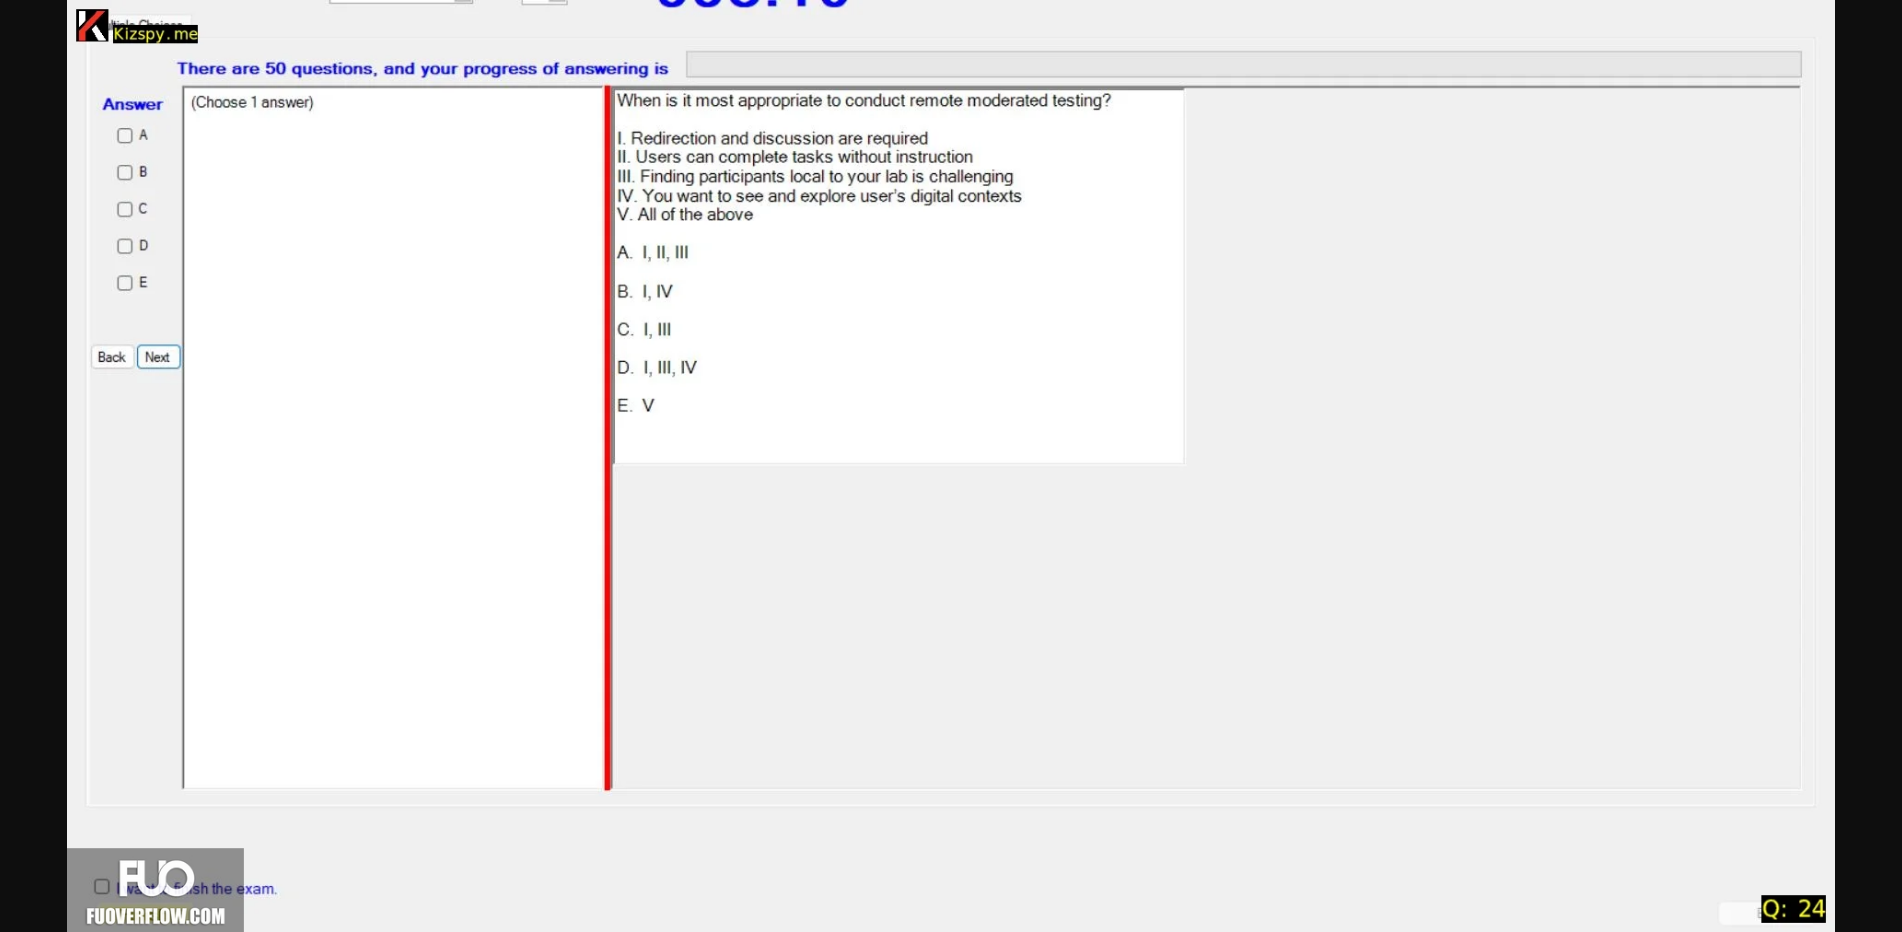 Kizspy.me
There are 50 questions, and your progress of answering is
Answer
(Choose 1 answer)
A
B
C
D
E
Back
Next
When is it most appropriate to conduct remote moderated testing?
I. Redirection and discussion are required
II. Users can complete tasks without instruction
III. Finding participants local to your lab is challenging
IV. You want to see and explore user's digital contexts
V. All of the above
A. I, II, III
B. I, IV
C. I, III
D. I, III, IV
E. V
FUO
the exam.
FUOVERFLOW.COM
Q: 24